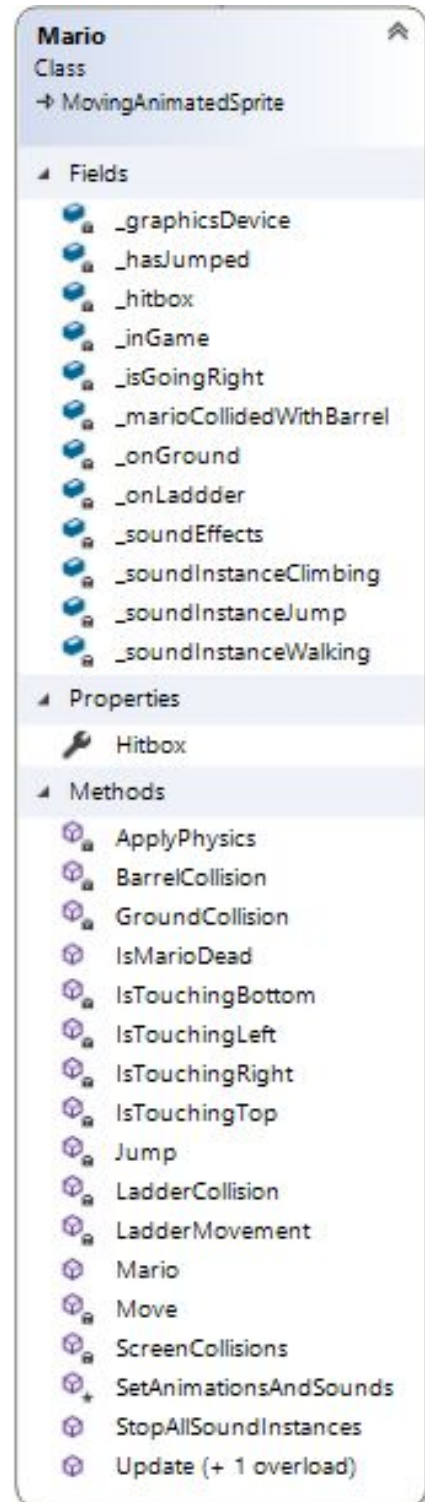 Mario
Class
→ MovingAnimatedSprite
Fields
_graphicsDevice
_hasJumped
_hitbox
_inGame
_isGoingRight
_marioCollidedWithBarrel
_onGround
_onLaddder
_soundEffects
_soundInstanceClimbing
_soundInstanceJump
_soundInstanceWalking
Properties
Hitbox
Methods
ApplyPhysics
BarrelCollision
GroundCollision
IsMarioDead
IsTouchingBottom
IsTouchingLeft
IsTouchingRight
IsTouchingTop
Jump
LadderCollision
LadderMovement
Mario
Move
ScreenCollisions
SetAnimationsAndSounds
StopAllSoundInstances
Update (+ 1 overload)